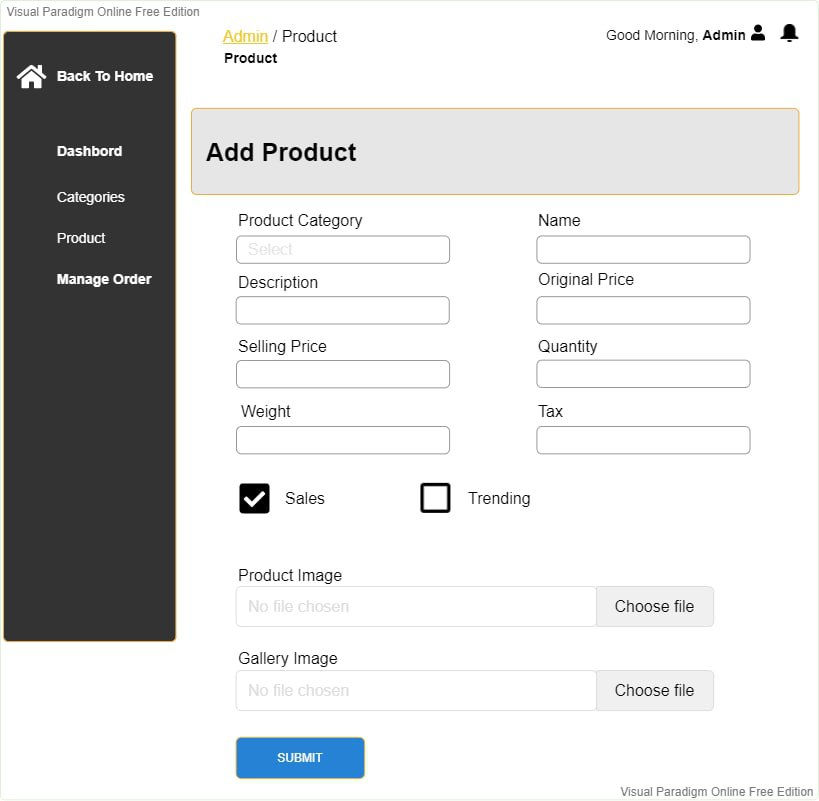 Visual Paradigm Online Free Edition
Admin / Product
Good Morning, Admin
Product
Back To Home
Dashbord
Categories
Product
Manage Order
Add Product
Product Category
Name
Select
Description
Original Price
Selling Price
Quantity
Weight
Tax
Sales
Trending
Product Image
No file chosen
Choose file
Gallery Image
No file chosen
Choose file
SUBMIT
Visual Paradigm Online Free Edition